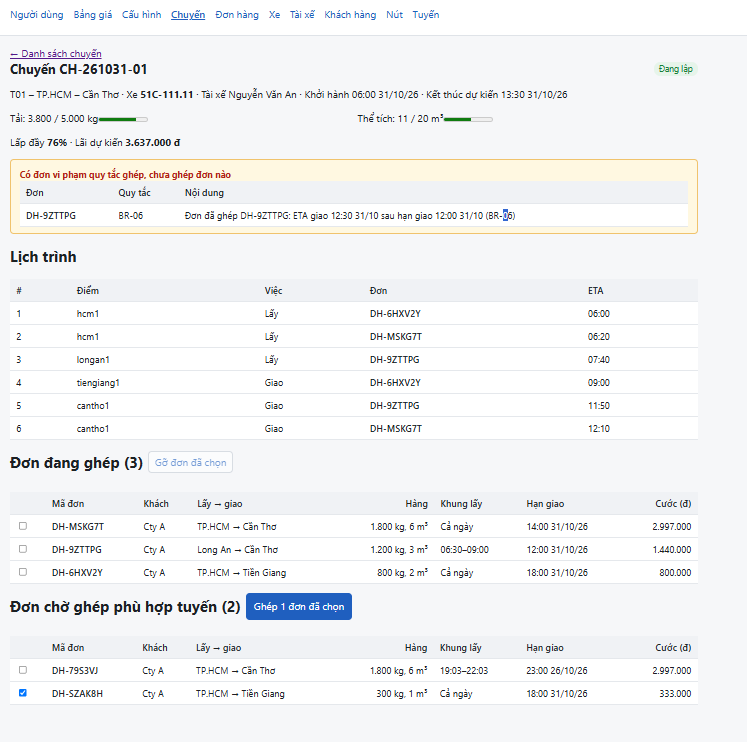 Người dùng Bảng giá Cấu hình Chuyến Đơn hàng Xe Tài xế Khách hàng Nút Tuyến
← Danh sách chuyến
Chuyến CH-261031-01 Đang lập
T01 – TP.HCM – Cần Thơ · Xe 51C-111.11 · Tài xế Nguyễn Văn An · Khởi hành 06:00 31/10/26 · Kết thúc dự kiến 13:30 31/10/26
Tải: 3.800 / 5.000 kg Thể tích: 11 / 20 m³
Lấp đầy 76% · Lãi dự kiến 3.637.000 đ
Có đơn vi phạm quy tắc ghép, chưa ghép đơn nào
Đơn Quy tắc Nội dung
DH-9ZTTPG BR-06 Đơn đã ghép DH-9ZTTPG: ETA giao 12:30 31/10 sau hạn giao 12:00 31/10 (BR-06)
Lịch trình
# Điểm Việc Đơn ETA
1 hcm1 Lấy DH-6HXV2Y 06:00
2 hcm1 Lấy DH-MSKG7T 06:20
3 longan1 Lấy DH-9ZTTPG 07:40
4 tiengiang1 Giao DH-6HXV2Y 09:00
5 cantho1 Giao DH-9ZTTPG 11:50
6 cantho1 Giao DH-MSKG7T 12:10
Đơn đang ghép (3) Gỡ đơn đã chọn
Mã đơn Khách Lấy → giao Hàng Khung lấy Hạn giao Cước (đ)
DH-MSKG7T Cty A TP.HCM → Cần Thơ 1.800 kg, 6 m³ Cả ngày 14:00 31/10/26 2.997.000
DH-9ZTTPG Cty A Long An → Cần Thơ 1.200 kg, 3 m³ 06:30–09:00 12:00 31/10/26 1.440.000
DH-6HXV2Y Cty A TP.HCM → Tiền Giang 800 kg, 2 m³ Cả ngày 18:00 31/10/26 800.000
Đơn chờ ghép phù hợp tuyến (2) Ghép 1 đơn đã chọn
Mã đơn Khách Lấy → giao Hàng Khung lấy Hạn giao Cước (đ)
DH-79S3VJ Cty A TP.HCM → Cần Thơ 1.800 kg, 6 m³ 19:03–22:03 23:00 26/10/26 2.997.000
DH-SZAK8H Cty A TP.HCM → Tiền Giang 300 kg, 1 m³ Cả ngày 18:00 31/10/26 333.000